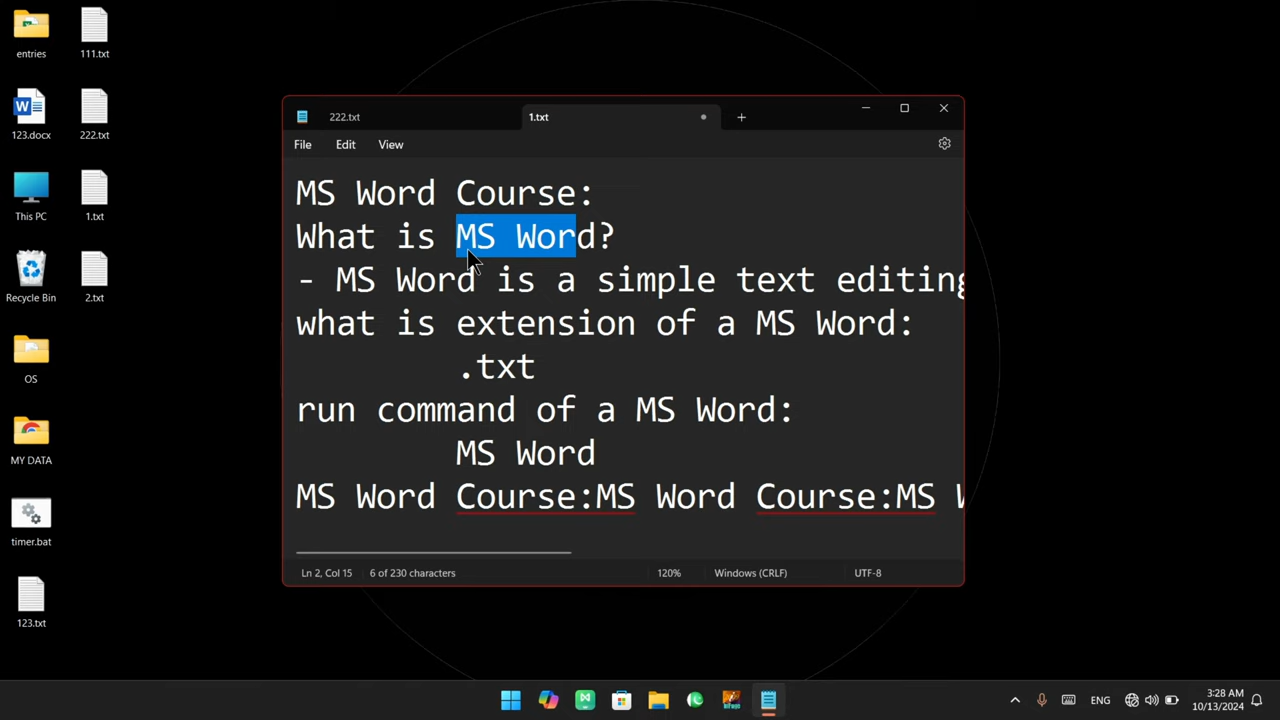 entries
111.txt
123.docx
222.txt
This PC
1.txt
Recycle Bin
2.txt
OS
MY DATA
timer.bat
123.txt
222.txt
1.txt
File Edit View
MS Word Course:
What is MS Word?
- MS Word is a simple text editing
what is extension of a MS Word:
.txt
run command of a MS Word:
MS Word
MS Word Course:MS Word Course:MS W
Ln 2, Col 15 6 of 230 characters 120% Windows (CRLF) UTF-8
ENG
3:28 AM
10/13/2024